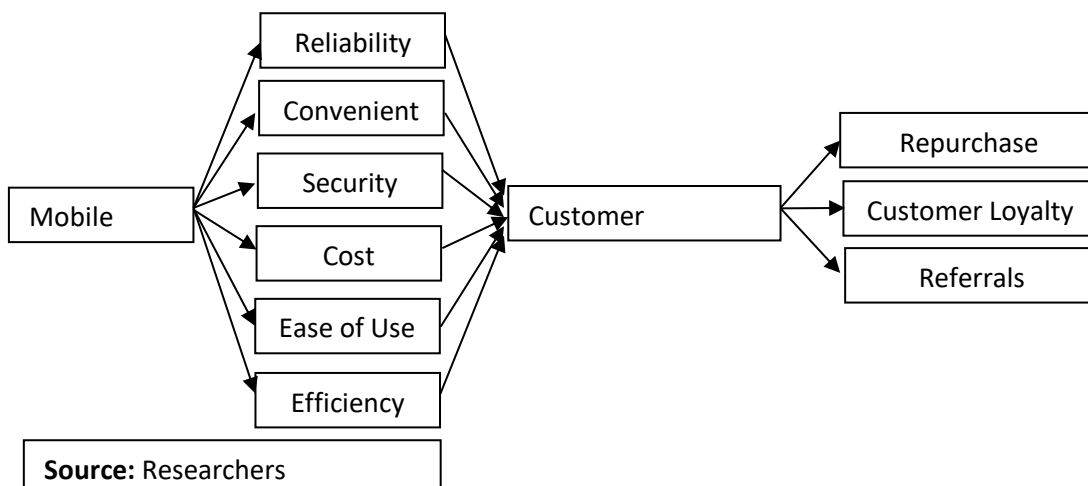 Mobile
Reliability
Convenient
Security
Cost
Ease of Use
Efficiency
Customer
Repurchase
Customer Loyalty
Referrals
Source: Researchers